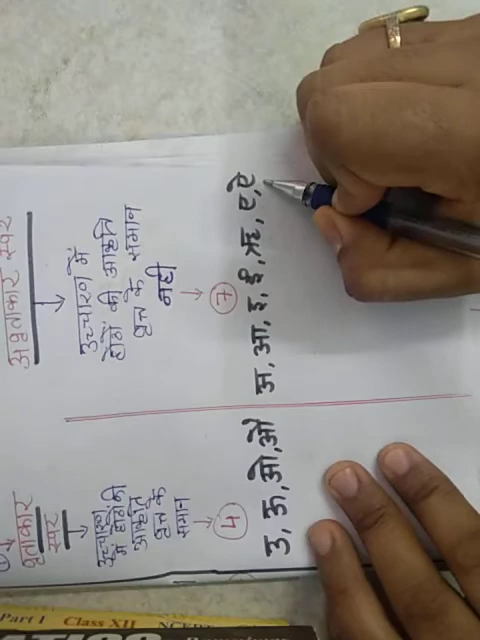 वृताकार
स्वर
उच्चारण
में होठों की
आकृति
वृत्त के
समान
4
उ, ऊ, ओ, औ
अवृताकार स्वर
उच्चारण में
होठों की आकृति
वृत्त के समान
नही
7
अ, आ, इ, ई, ऋ, ए, ऐ
Part I Class XII